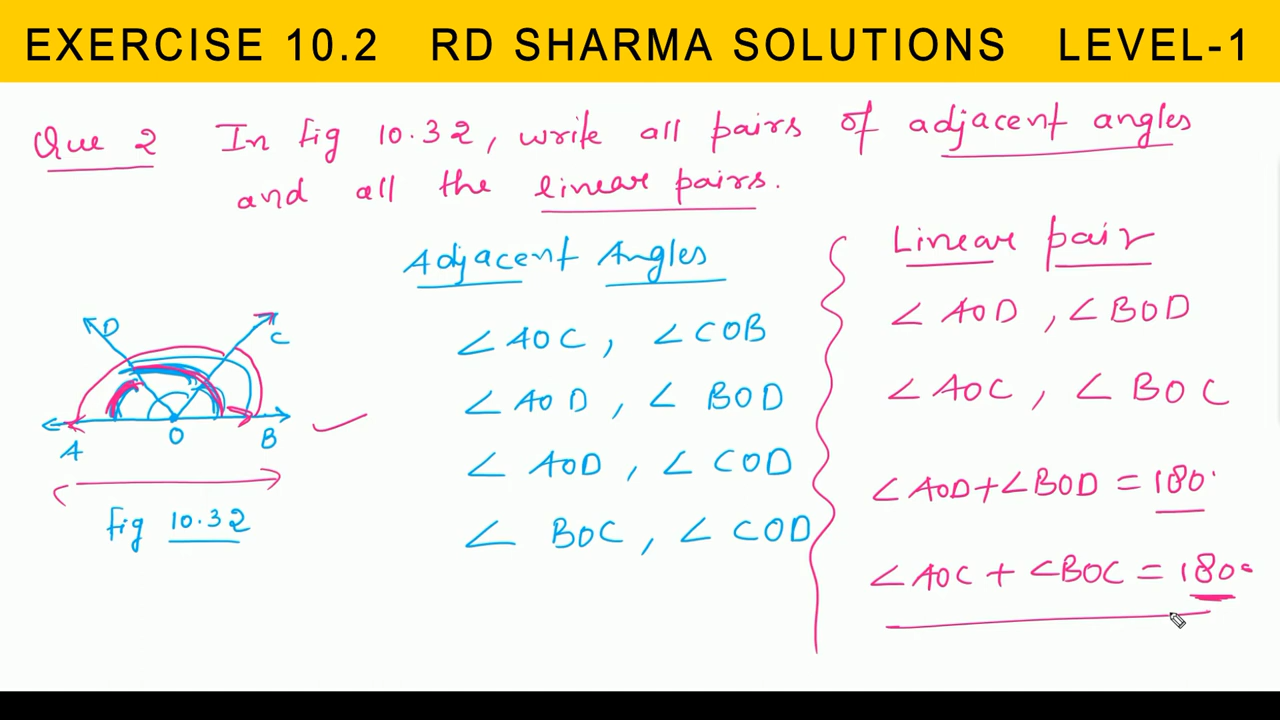 EXERCISE 10.2 RD SHARMA SOLUTIONS LEVEL-1
Que 2 In fig 10.32, write all pairs of adjacent angles
and all the linear pairs.
Adjacent Angles
∠AOC, ∠COB
∠AOD, ∠BOD
∠AOD, ∠COD
∠BOC, ∠COD
Linear pair
∠AOD, ∠BOD
∠AOC, ∠BOC
∠AOD+∠BOD = 180°
∠AOC + ∠BOC = 180°
D
C
A
O
B
fig 10.32